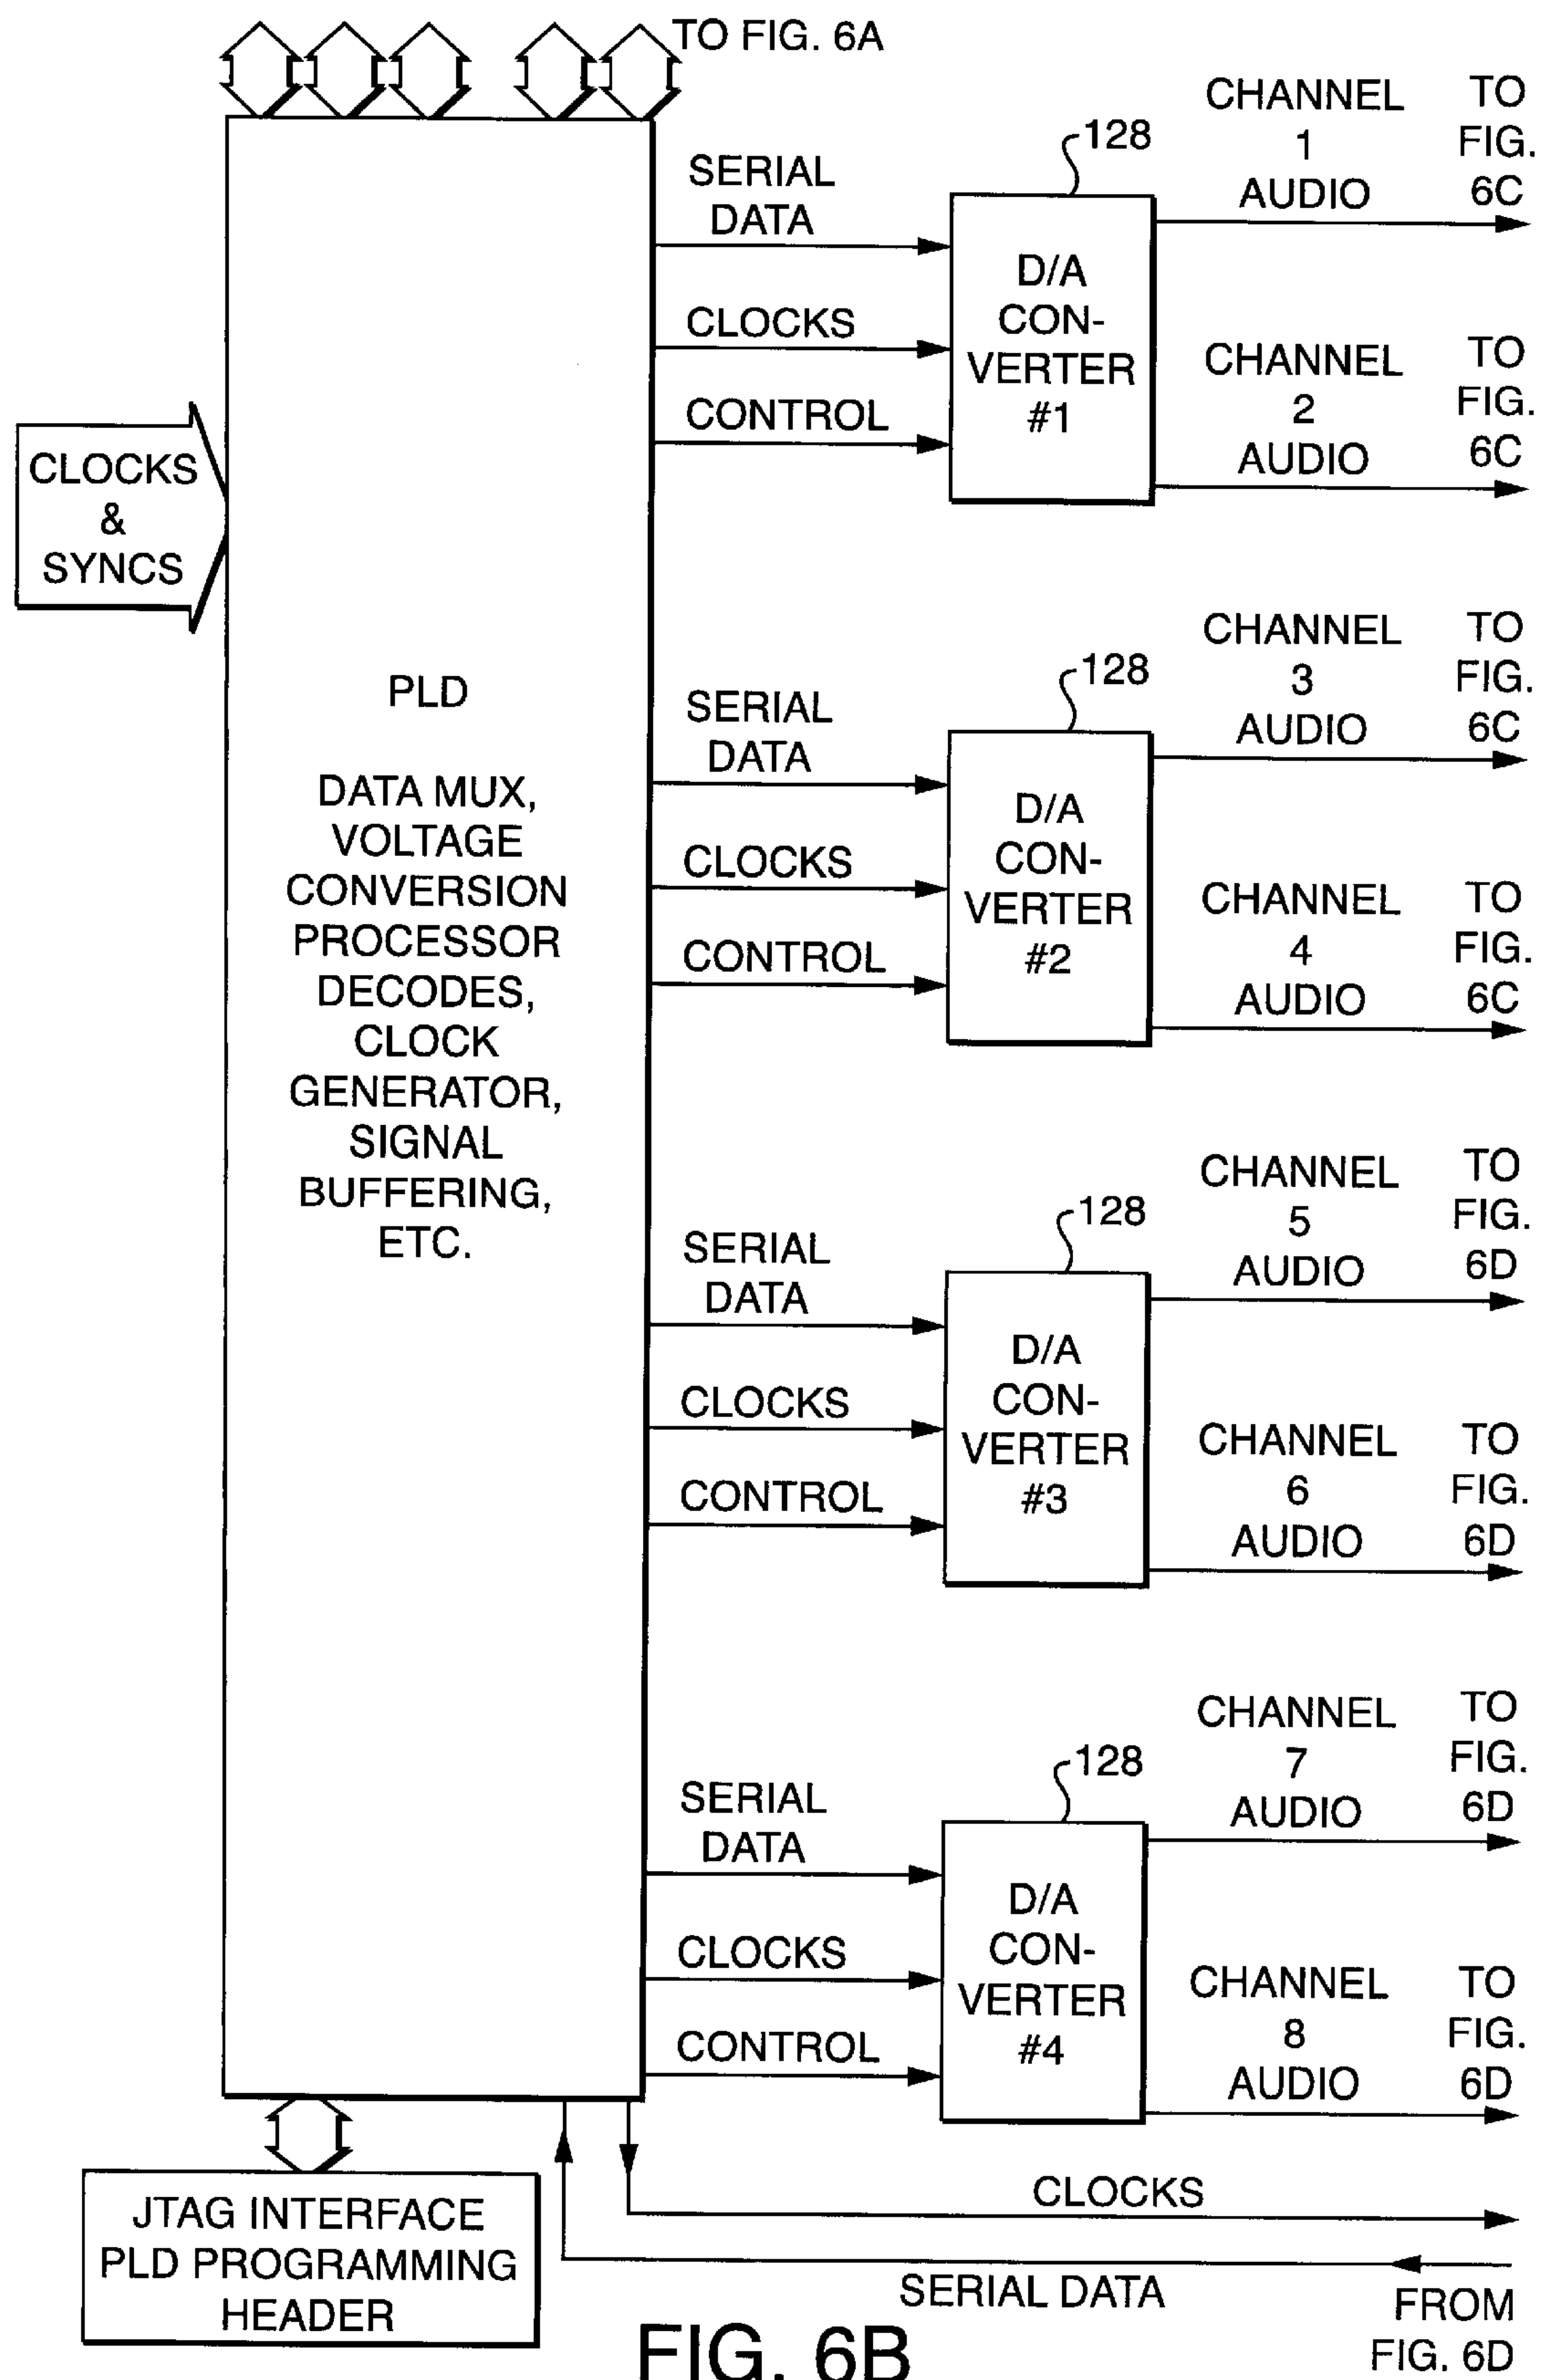 TO FIG. 6A
CLOCKS
&
SYNCS
PLD
DATA MUX,
VOLTAGE
CONVERSION
PROCESSOR
DECODES,
CLOCK
GENERATOR,
SIGNAL
BUFFERING,
ETC.
SERIAL
DATA
CLOCKS
CONTROL
128
D/A
CON-
VERTER
#1
CHANNEL
1
AUDIO
TO
FIG.
6C
CHANNEL
2
AUDIO
TO
FIG.
6C
SERIAL
DATA
CLOCKS
CONTROL
128
D/A
CON-
VERTER
#2
CHANNEL
3
AUDIO
TO
FIG.
6C
CHANNEL
4
AUDIO
TO
FIG.
6C
SERIAL
DATA
CLOCKS
CONTROL
128
D/A
CON-
VERTER
#3
CHANNEL
5
AUDIO
TO
FIG.
6D
CHANNEL
6
AUDIO
TO
FIG.
6D
SERIAL
DATA
CLOCKS
CONTROL
128
D/A
CON-
VERTER
#4
CHANNEL
7
AUDIO
TO
FIG.
6D
CHANNEL
8
AUDIO
TO
FIG.
6D
JTAG INTERFACE
PLD PROGRAMMING
HEADER
CLOCKS
SERIAL DATA
FROM
FIG. 6D
FIG. 6B